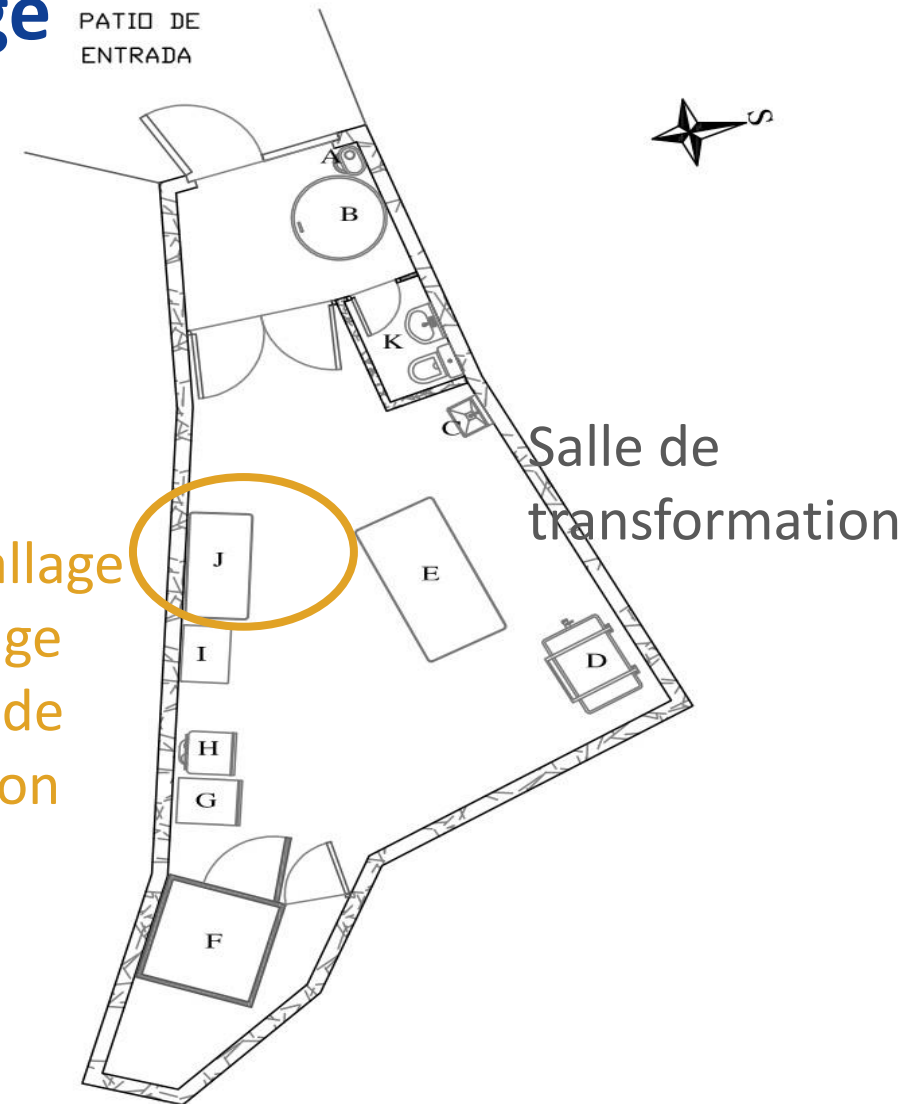 ge
PATIO DE
ENTRADA
S
A
B
K
C
Salle de
transformation
J
allage
E
ge
I
D
de
H
on
G
F